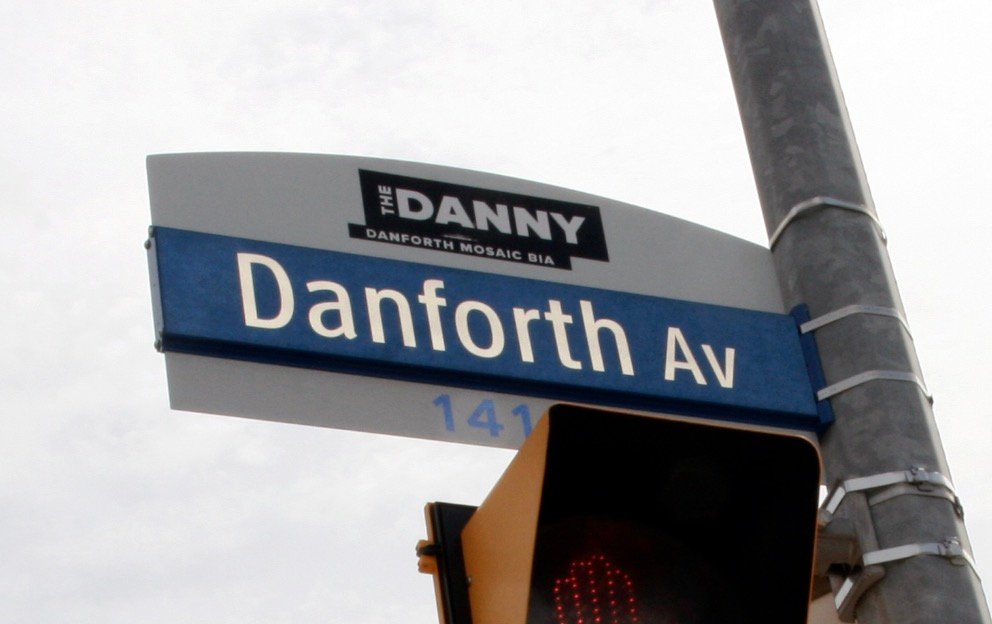 THE DANNY
DANFORTH MOSAIC BIA
Danforth Av